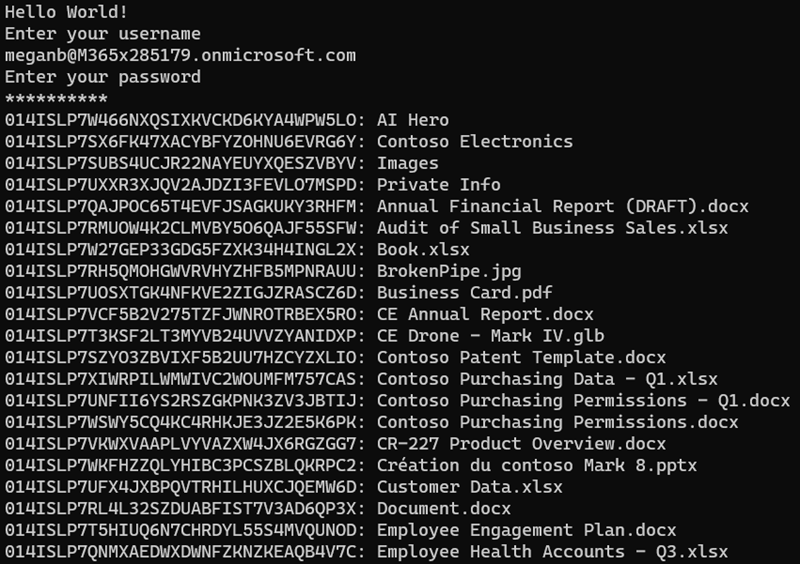 Hello World!
Enter your username
meganb@M365x285179.onmicrosoft.com
Enter your password
**********
014ISLP7W466NXQSIXKVCKD6KYA4WPW5LO: AI Hero
014ISLP7SX6FK47XACYBFYZOHNU6EVRG6Y: Contoso Electronics
014ISLP7SUBS4UCJR22NAYEUYXQESZVBYV: Images
014ISLP7UXXR3XJQV2AJDZI3FEVLO7MSPD: Private Info
014ISLP7QAJPOC65T4EVFJSAGKUKY3RHFM: Annual Financial Report (DRAFT).docx
014ISLP7RMUOW4K2CLMVBY5O6QAJF55SFW: Audit of Small Business Sales.xlsx
014ISLP7W27GEP33GDG5FZXK34H4INGL2X: Book.xlsx
014ISLP7RH5QMOHGWVRVHYZHFB5MPNRAUU: BrokenPipe.jpg
014ISLP7UOSXTGK4NFKVE2ZIGJZRASCZ6D: Business Card.pdf
014ISLP7VCF5B2V275TZFJWNROTRBEX5RO: CE Annual Report.docx
014ISLP7T3KSF2LT3MYVB24UVVZYANIDXP: CE Drone - Mark IV.glb
014ISLP7SZYO3ZBVIXF5B2UU7HZCYZXLIO: Contoso Patent Template.docx
014ISLP7XIWRPILWMWIVC2WOUMFM757CAS: Contoso Purchasing Data - Q1.xlsx
014ISLP7UNFII6YS2RSZGKPNK3ZV3JBTIJ: Contoso Purchasing Permissions - Q1.docx
014ISLP7WSWY5CQ4KC4RHKJE3JZ2E5K6PK: Contoso Purchasing Permissions.docx
014ISLP7VKWXVAAPLVYVAZXW4JX6RGZGG7: CR-227 Product Overview.docx
014ISLP7WKFHZZQLYHIBC3PCSZBLQKRPC2: Création du contoso Mark 8.pptx
014ISLP7UFX4JXBPQVTRHILHUXCJQEMW6D: Customer Data.xlsx
014ISLP7RL4L32SZDUABFIST7V3AD6QP3X: Document.docx
014ISLP7T5HIUQ6N7CHRDYL55S4MVQUNOD: Employee Engagement Plan.docx
014ISLP7QNMXAEDWXDWNFZKNZKEAQB4V7C: Employee Health Accounts - Q3.xlsx